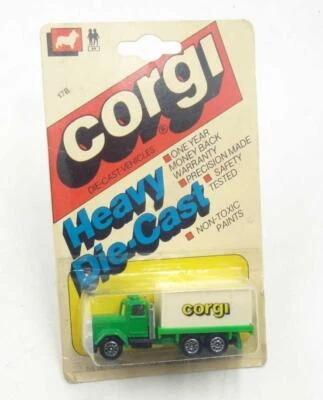 178
corgi
®
DIE-CAST VEHICLES
ONE YEAR
MONEY BACK
WARRANTY
PRECISION MADE
SAFETY
TESTED
NON-TOXIC
PAINTS
Heavy
Die-Cast
corgi